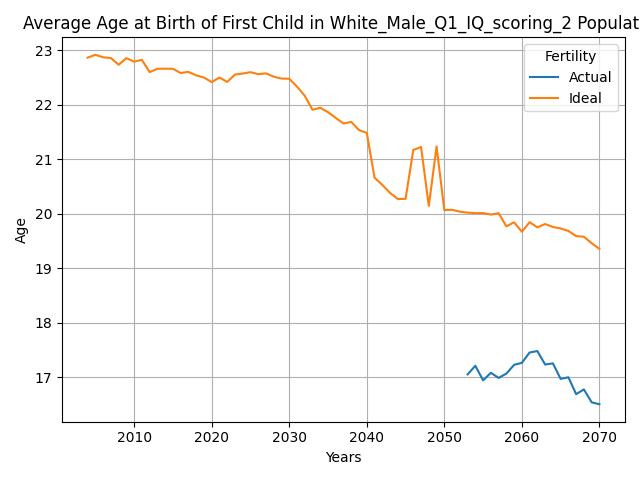 Average Age at Birth of First Child in White_Male_Q1_IQ_scoring_2 Populat
Fertility
Actual
Ideal
23
22
21
20
19
18
17
Age
2010 2020 2030 2040 2050 2060 2070
Years